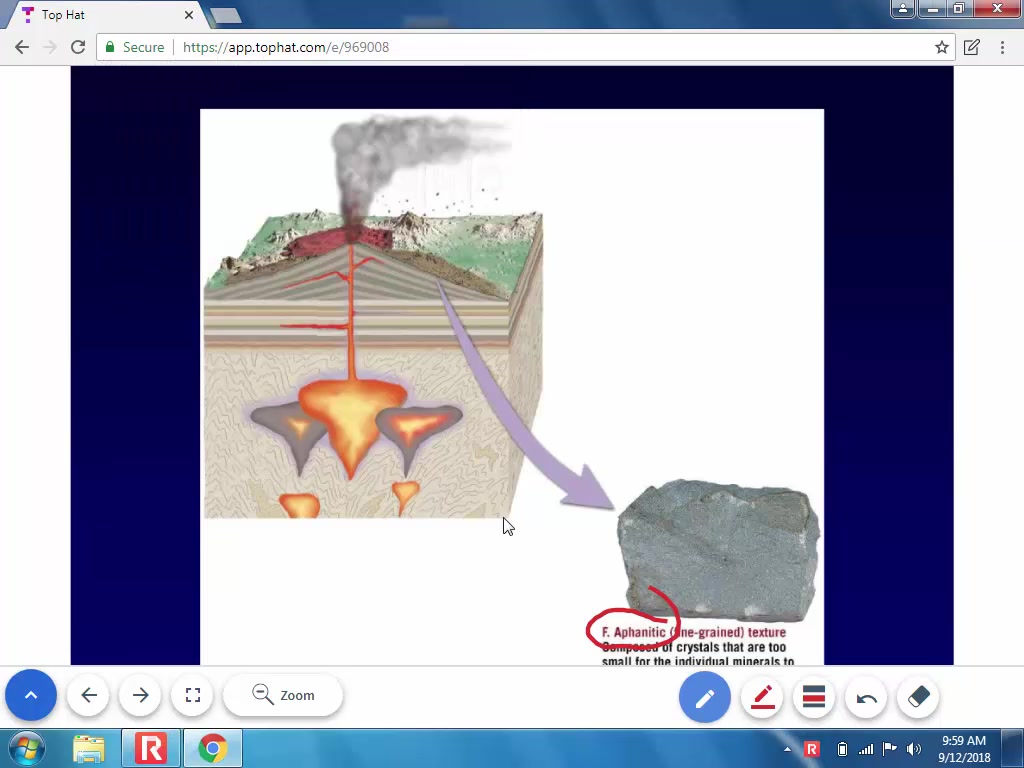 Top Hat
Secure
https://app.tophat.com/e/969008
F. Aphanitic (fine-grained) texture
Composed of crystals that are too
small for the individual minerals to
Zoom
R
R
9:59 AM
9/12/2018